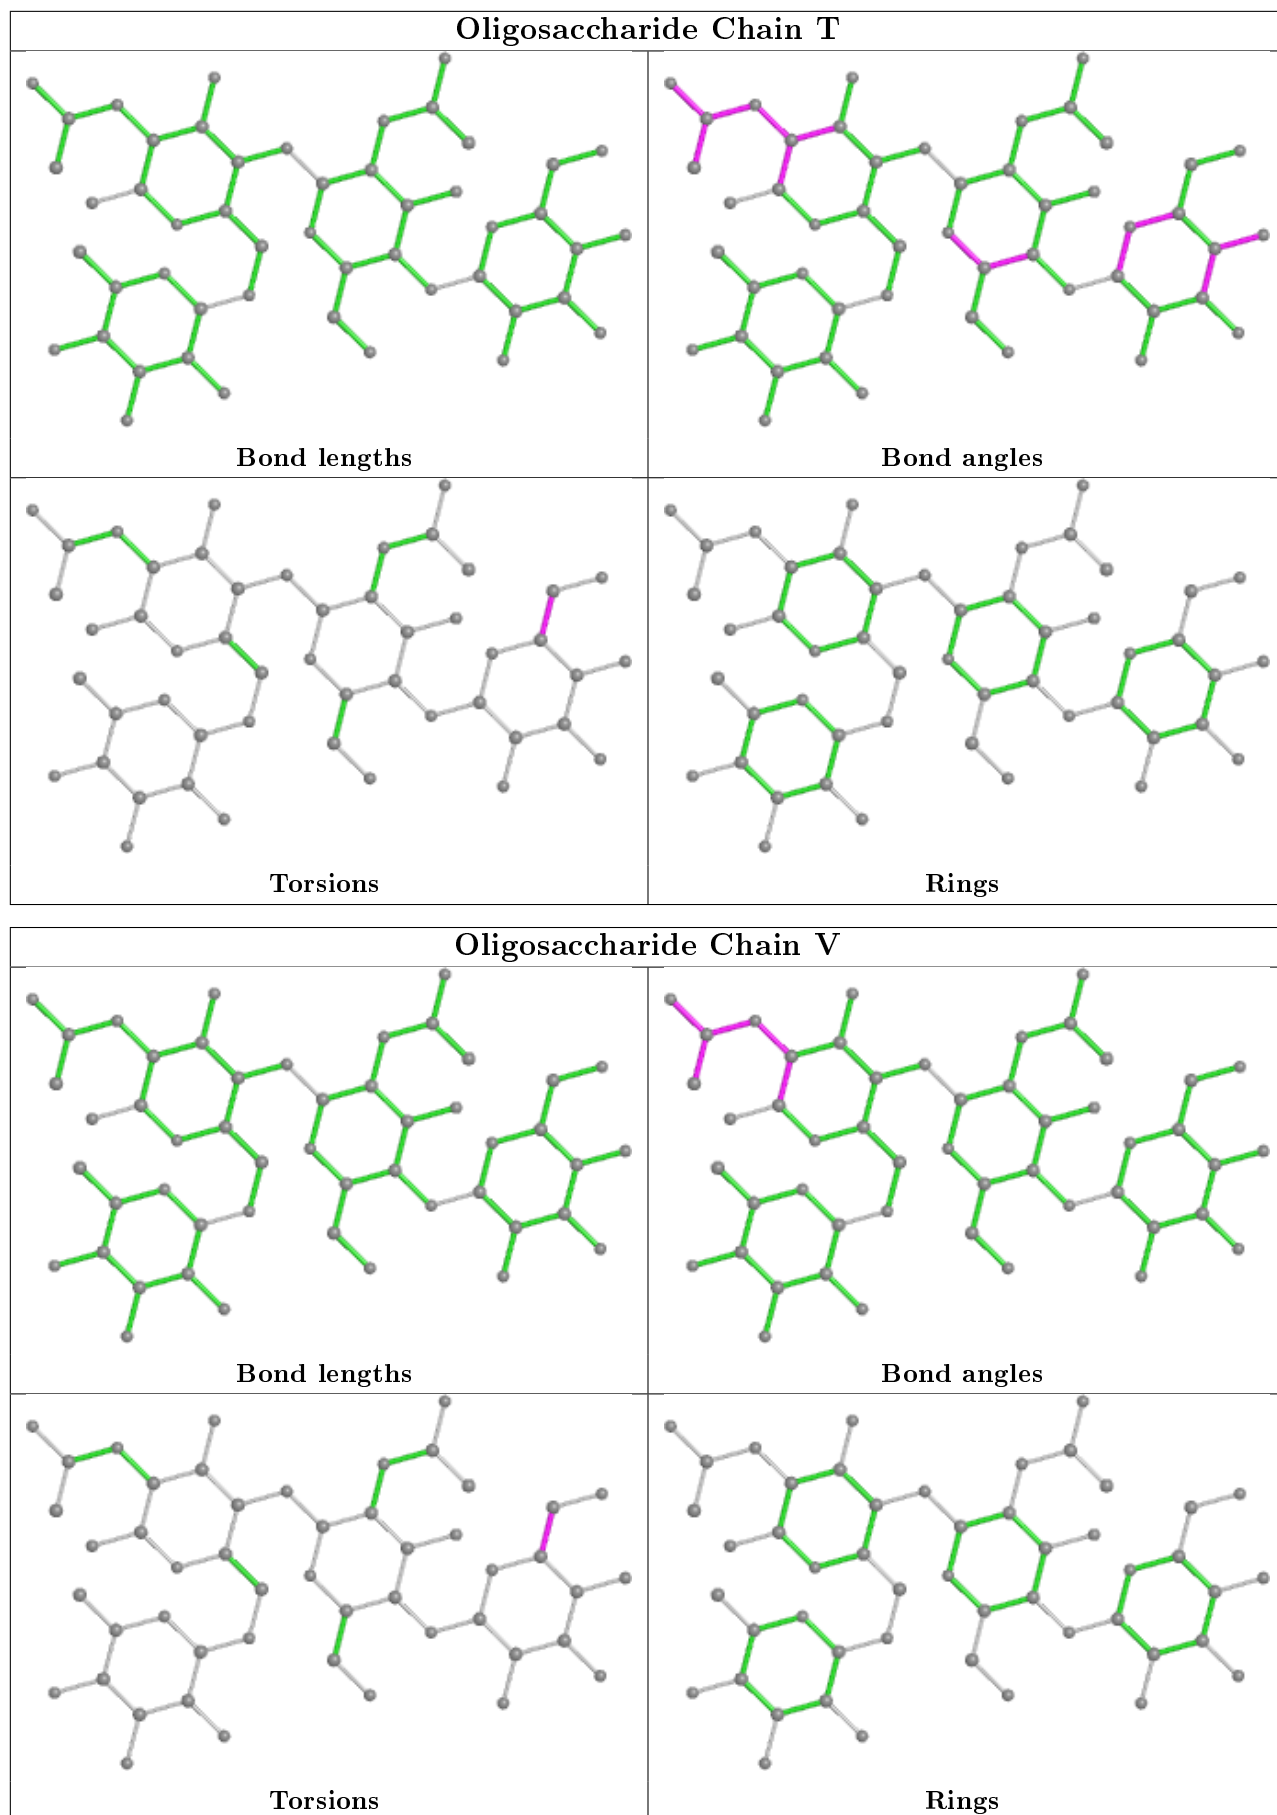 Oligosaccharide Chain T
Bond lengths
Bond angles
Torsions
Rings
Oligosaccharide Chain V
Bond lengths
Bond angles
Torsions
Rings